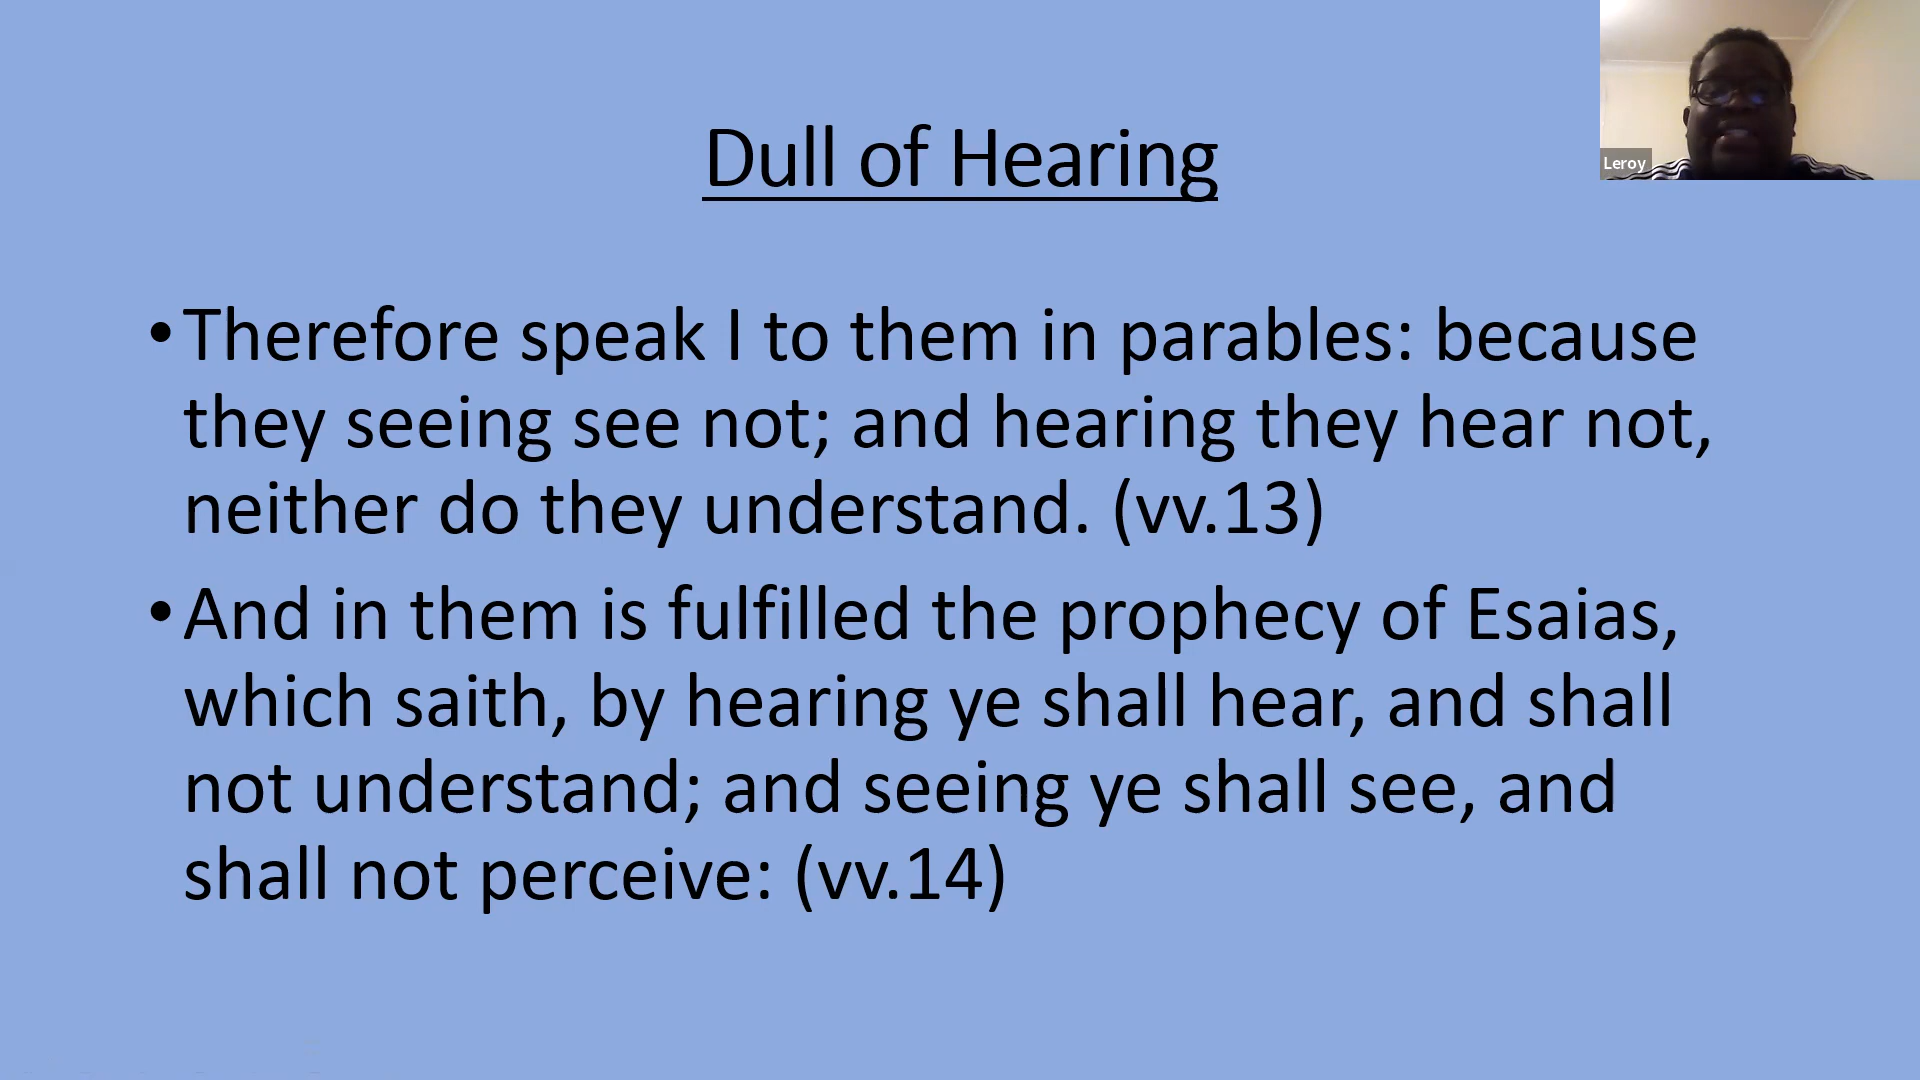 Dull of Hearing
Leroy
• Therefore speak I to them in parables: because
they seeing see not; and hearing they hear not,
neither do they understand. (vv.13)
• And in them is fulfilled the prophecy of Esaias,
which saith, by hearing ye shall hear, and shall
not understand; and seeing ye shall see, and
shall not perceive: (vv.14)